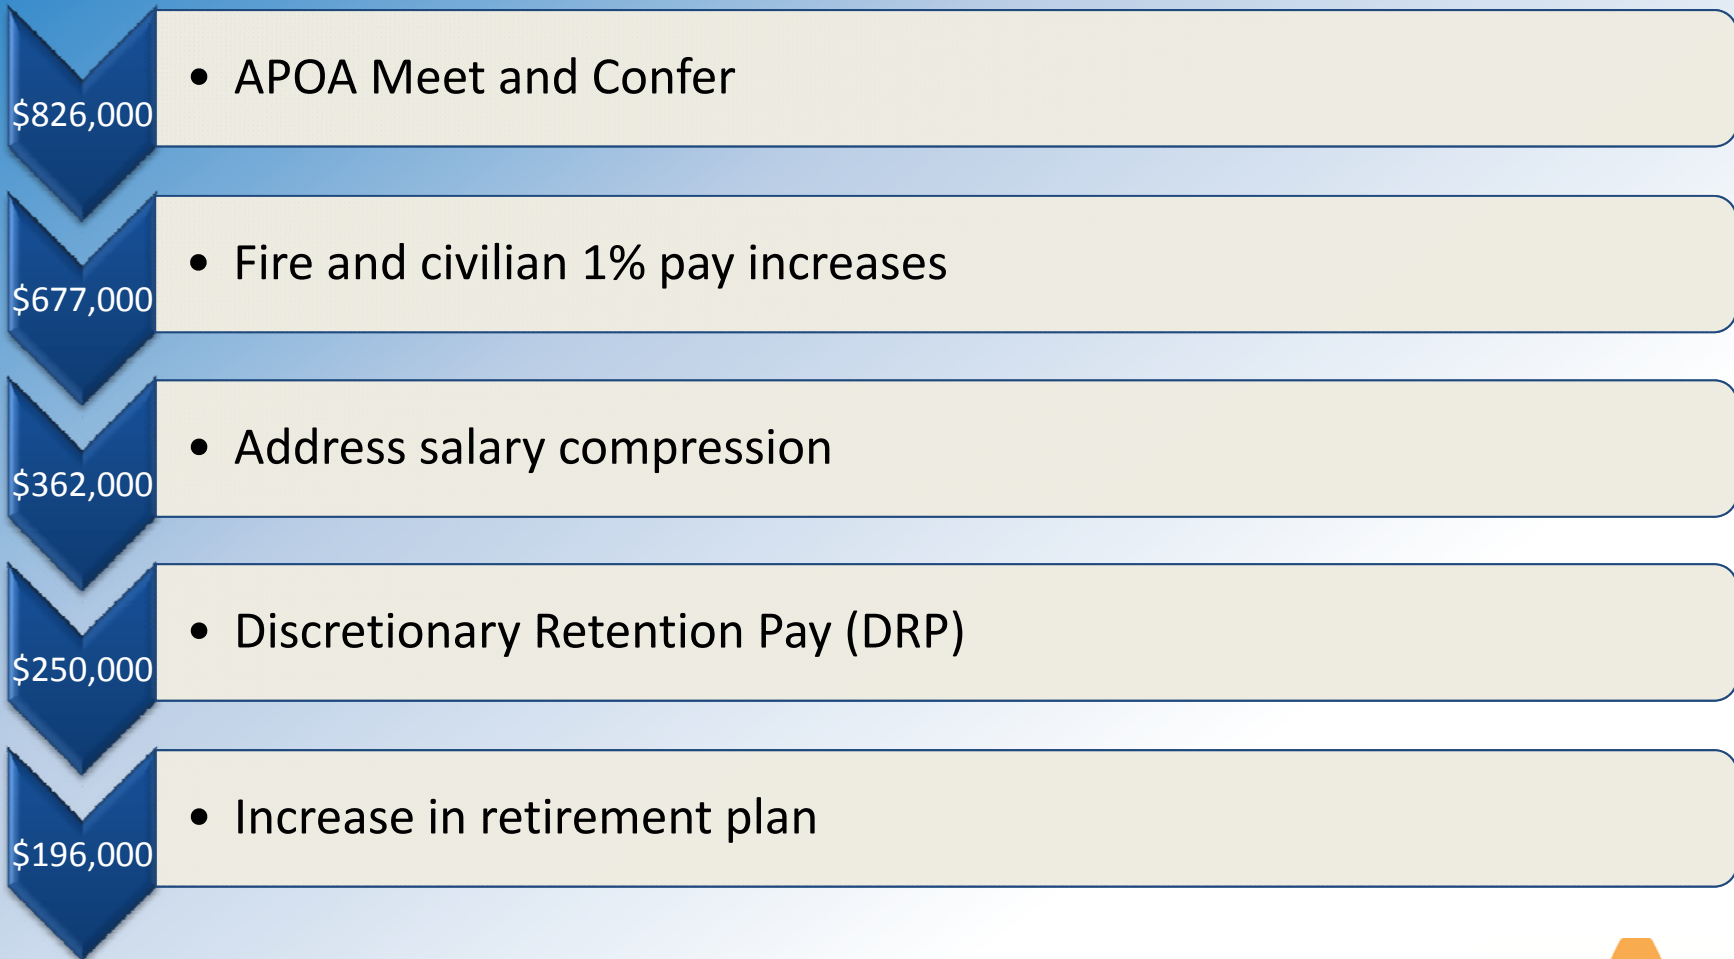 $826,000
• APOA Meet and Confer
$677,000
• Fire and civilian 1% pay increases
$362,000
• Address salary compression
$250,000
• Discretionary Retention Pay (DRP)
$196,000
• Increase in retirement plan